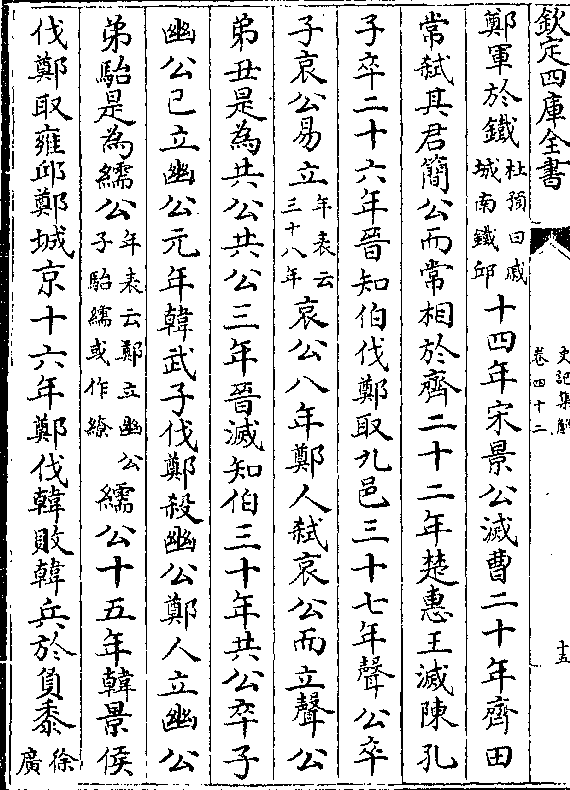 欽定四庫全書
史記集解
卷四十二
十五
鄭軍於鐵杜預曰戚城南鐵邱十四年宋景公滅曹二十年齊田
常弑其君簡公而常相於齊二十二年楚惠王滅陳孔
子卒二十六年晉知伯伐鄭取九邑三十七年聲公卒
子哀公易立年表云三十八年哀公八年鄭人弑哀公而立聲公
弟丑是為共公共公三年晉滅知伯三十年共公卒子
幽公已立幽公元年韓武子伐鄭殺幽公鄭人立幽公
弟駘是為繻公年表云鄭立幽公子駘繻或作繚繻公十五年韓景侯
伐鄭取雍邱鄭城京十六年鄭伐韓敗韓兵於負黍徐廣